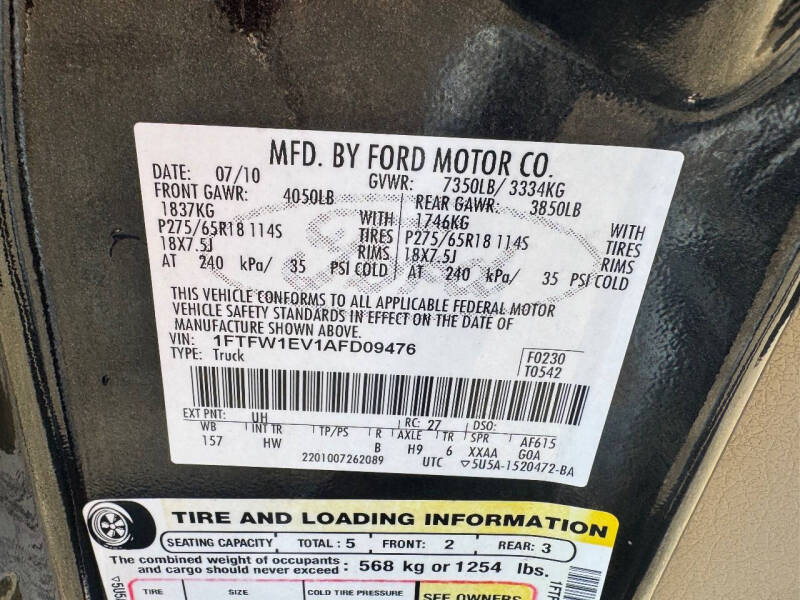 MFD. BY FORD MOTOR CO.
DATE: 07/10 GVWR: 7350LB/ 3334KG
FRONT GAWR: 4050LB REAR GAWR: 3850LB
1837KG WITH 1746KG WITH
P275/65R18 114S TIRES P275/65R18 114S TIRES
18X7.5J RIMS 18X7.5J RIMS
AT 240 kPa/ 35 PSI COLD AT 240 kPa/ 35 PSI COLD
Ford
THIS VEHICLE CONFORMS TO ALL APPLICABLE FEDERAL MOTOR
VEHICLE SAFETY STANDARDS IN EFFECT ON THE DATE OF
MANUFACTURE SHOWN ABOVE.
VIN: 1FTFW1EV1AFD09476 F0230
TYPE: Truck T0542
EXT PNT: UH RC: 27 DSO:
WB INT TR TP/PS R AXLE TR SPR AF615
157 HW B H9 6 XXAA G0A
2201007262089 UTC ▽5U5A-1520472-BA
TIRE AND LOADING INFORMATION
SEATING CAPACITY TOTAL : 5 FRONT: 2 REAR: 3
The combined weight of occupants and cargo should never exceed : 568 kg or 1254 lbs.
TIRE SIZE COLD TIRE PRESSURE SEE OWNERS